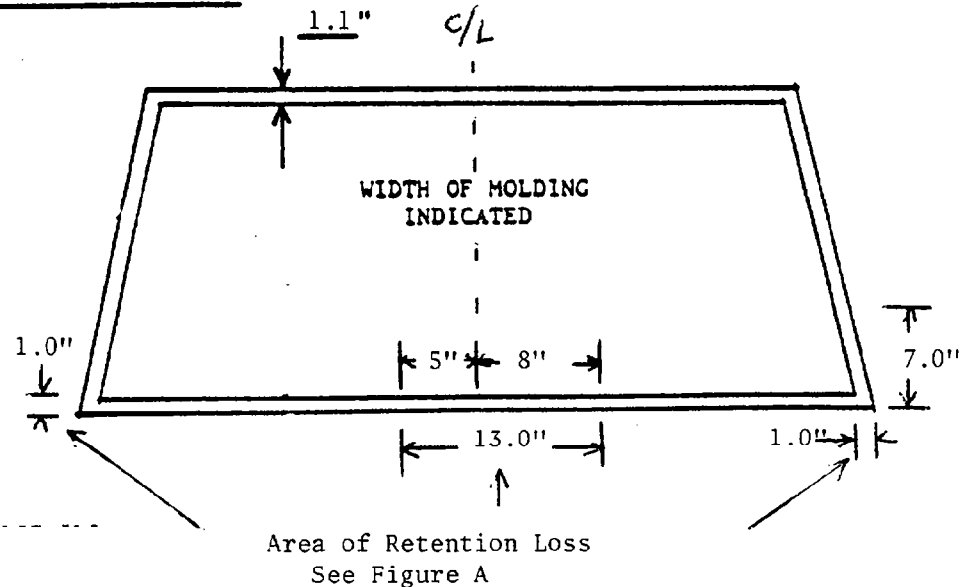 1.1"
C/L
WIDTH OF MOLDING
INDICATED
1.0"
5" 8"
7.0"
13.0"
1.0"
Area of Retention Loss
See Figure A